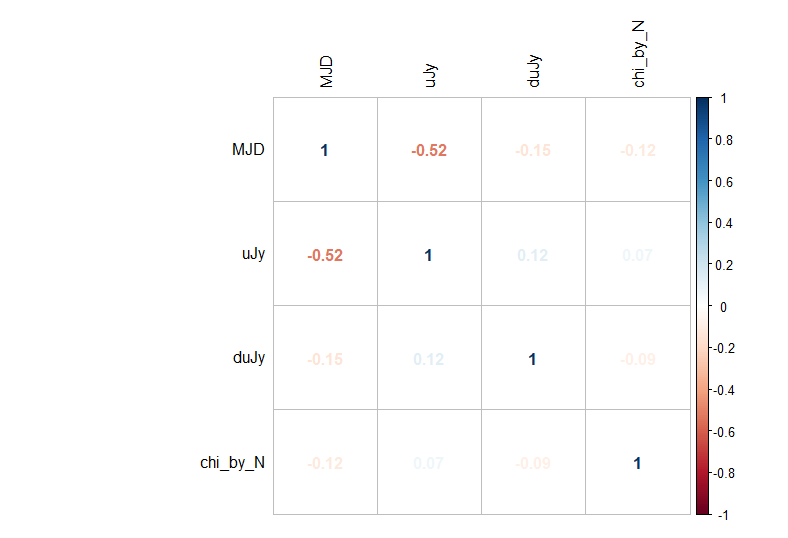 MJD uJy duJy chi_by_N
MJD 1 -0.52 -0.15 -0.12
uJy -0.52 1 0.12 0.07
duJy -0.15 0.12 1 -0.09
chi_by_N -0.12 0.07 -0.09 1
1
0.8
0.6
0.4
0.2
0
-0.2
-0.4
-0.6
-0.8
-1